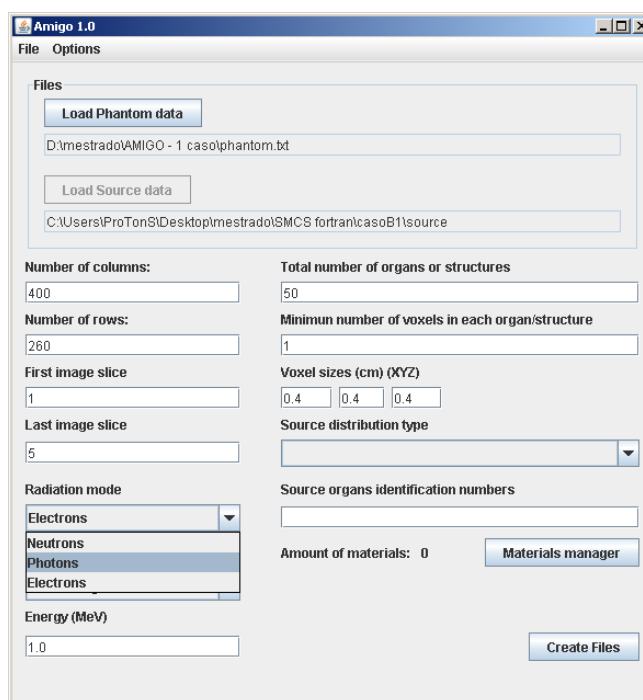 Amigo 1.0
File Options
Files
Load Phantom data
D:\mestrado\AMIGO - 1 caso\phantom.txt
Load Source data
C:\Users\ProTonS\Desktop\mestrado\SMCS fortran\casoB1\source
Number of columns:
400
Total number of organs or structures
50
Number of rows:
260
Minimun number of voxels in each organ/structure
1
First image slice
1
Voxel sizes (cm) (XYZ)
0.4 0.4 0.4
Last image slice
5
Source distribution type
Radiation mode
Electrons
Neutrons
Photons
Electrons
Source organs identification numbers
Amount of materials: 0
Materials manager
Energy (MeV)
1.0
Create Files